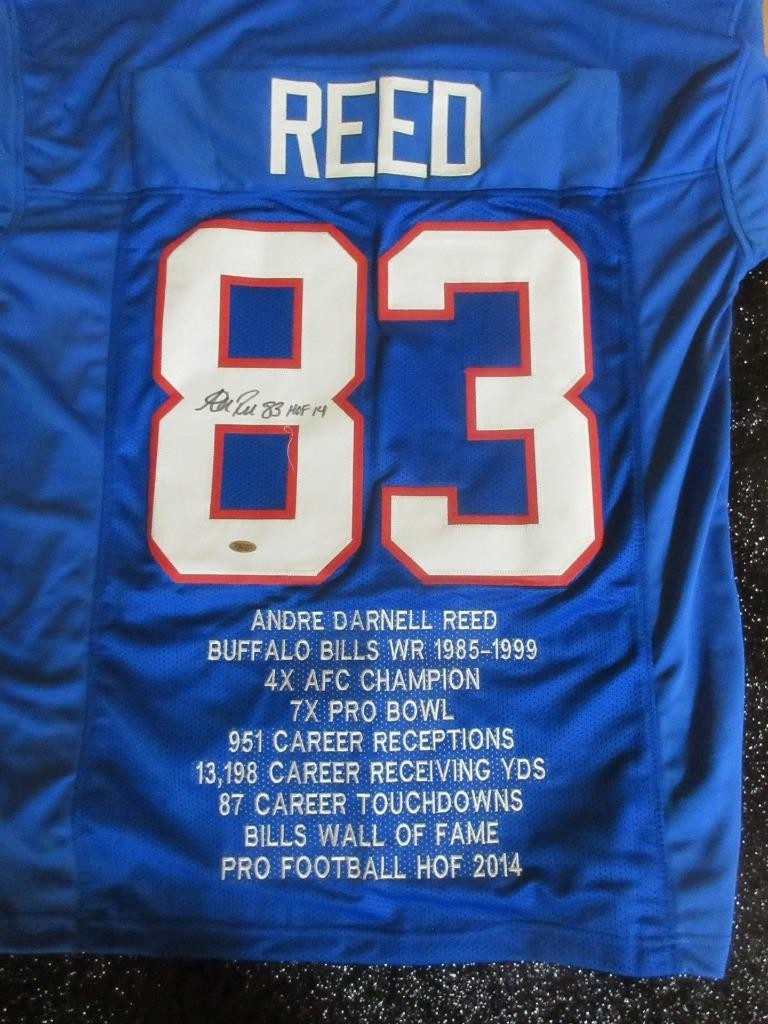 REED
83
83 HOF 14
ANDRE DARNELL REED
BUFFALO BILLS WR 1985-1999
4X AFC CHAMPION
7X PRO BOWL
951 CAREER RECEPTIONS
13,198 CAREER RECEIVING YDS
87 CAREER TOUCHDOWNS
BILLS WALL OF FAME
PRO FOOTBALL HOF 2014